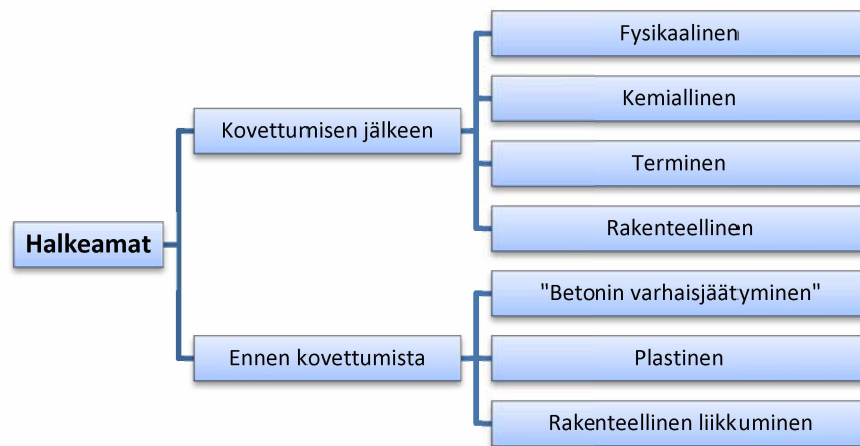 Halkeamat
Kovettumisen jälkeen
Fysikaalinen
Kemiallinen
Terminen
Rakenteellinen
Ennen kovettumista
"Betonin varhaisjäätyminen"
Plastinen
Rakenteellinen liikkuminen